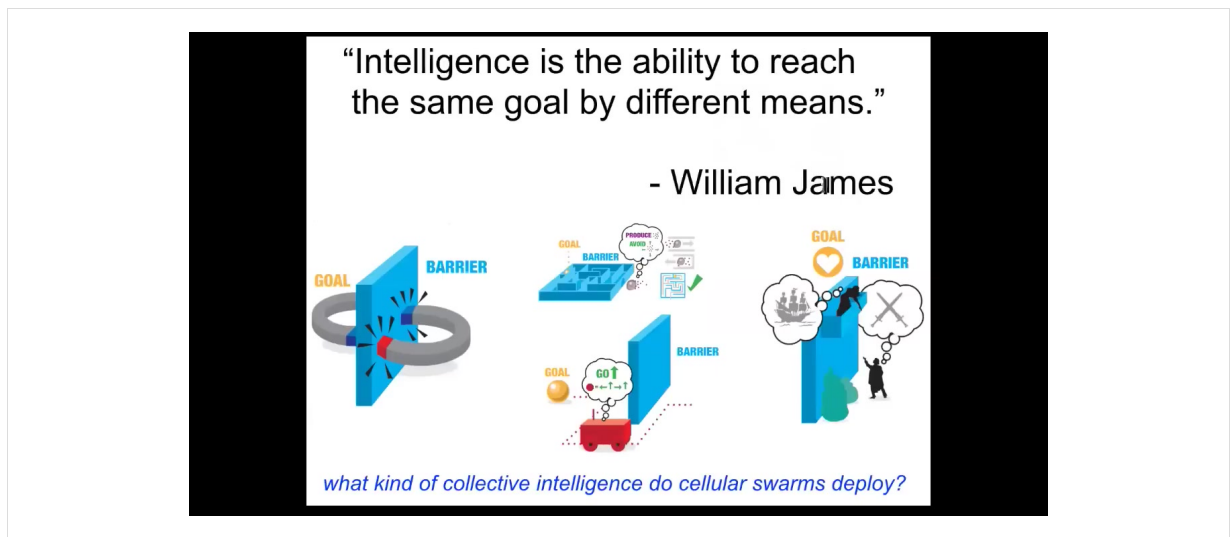 “Intelligence is the ability to reach
the same goal by different means.”
- William James
GOAL
BARRIER
GOAL
BARRIER
PRODUCE
AVOID
GOAL
BARRIER
GO
BARRIER
GOAL
what kind of collective intelligence do cellular swarms deploy?